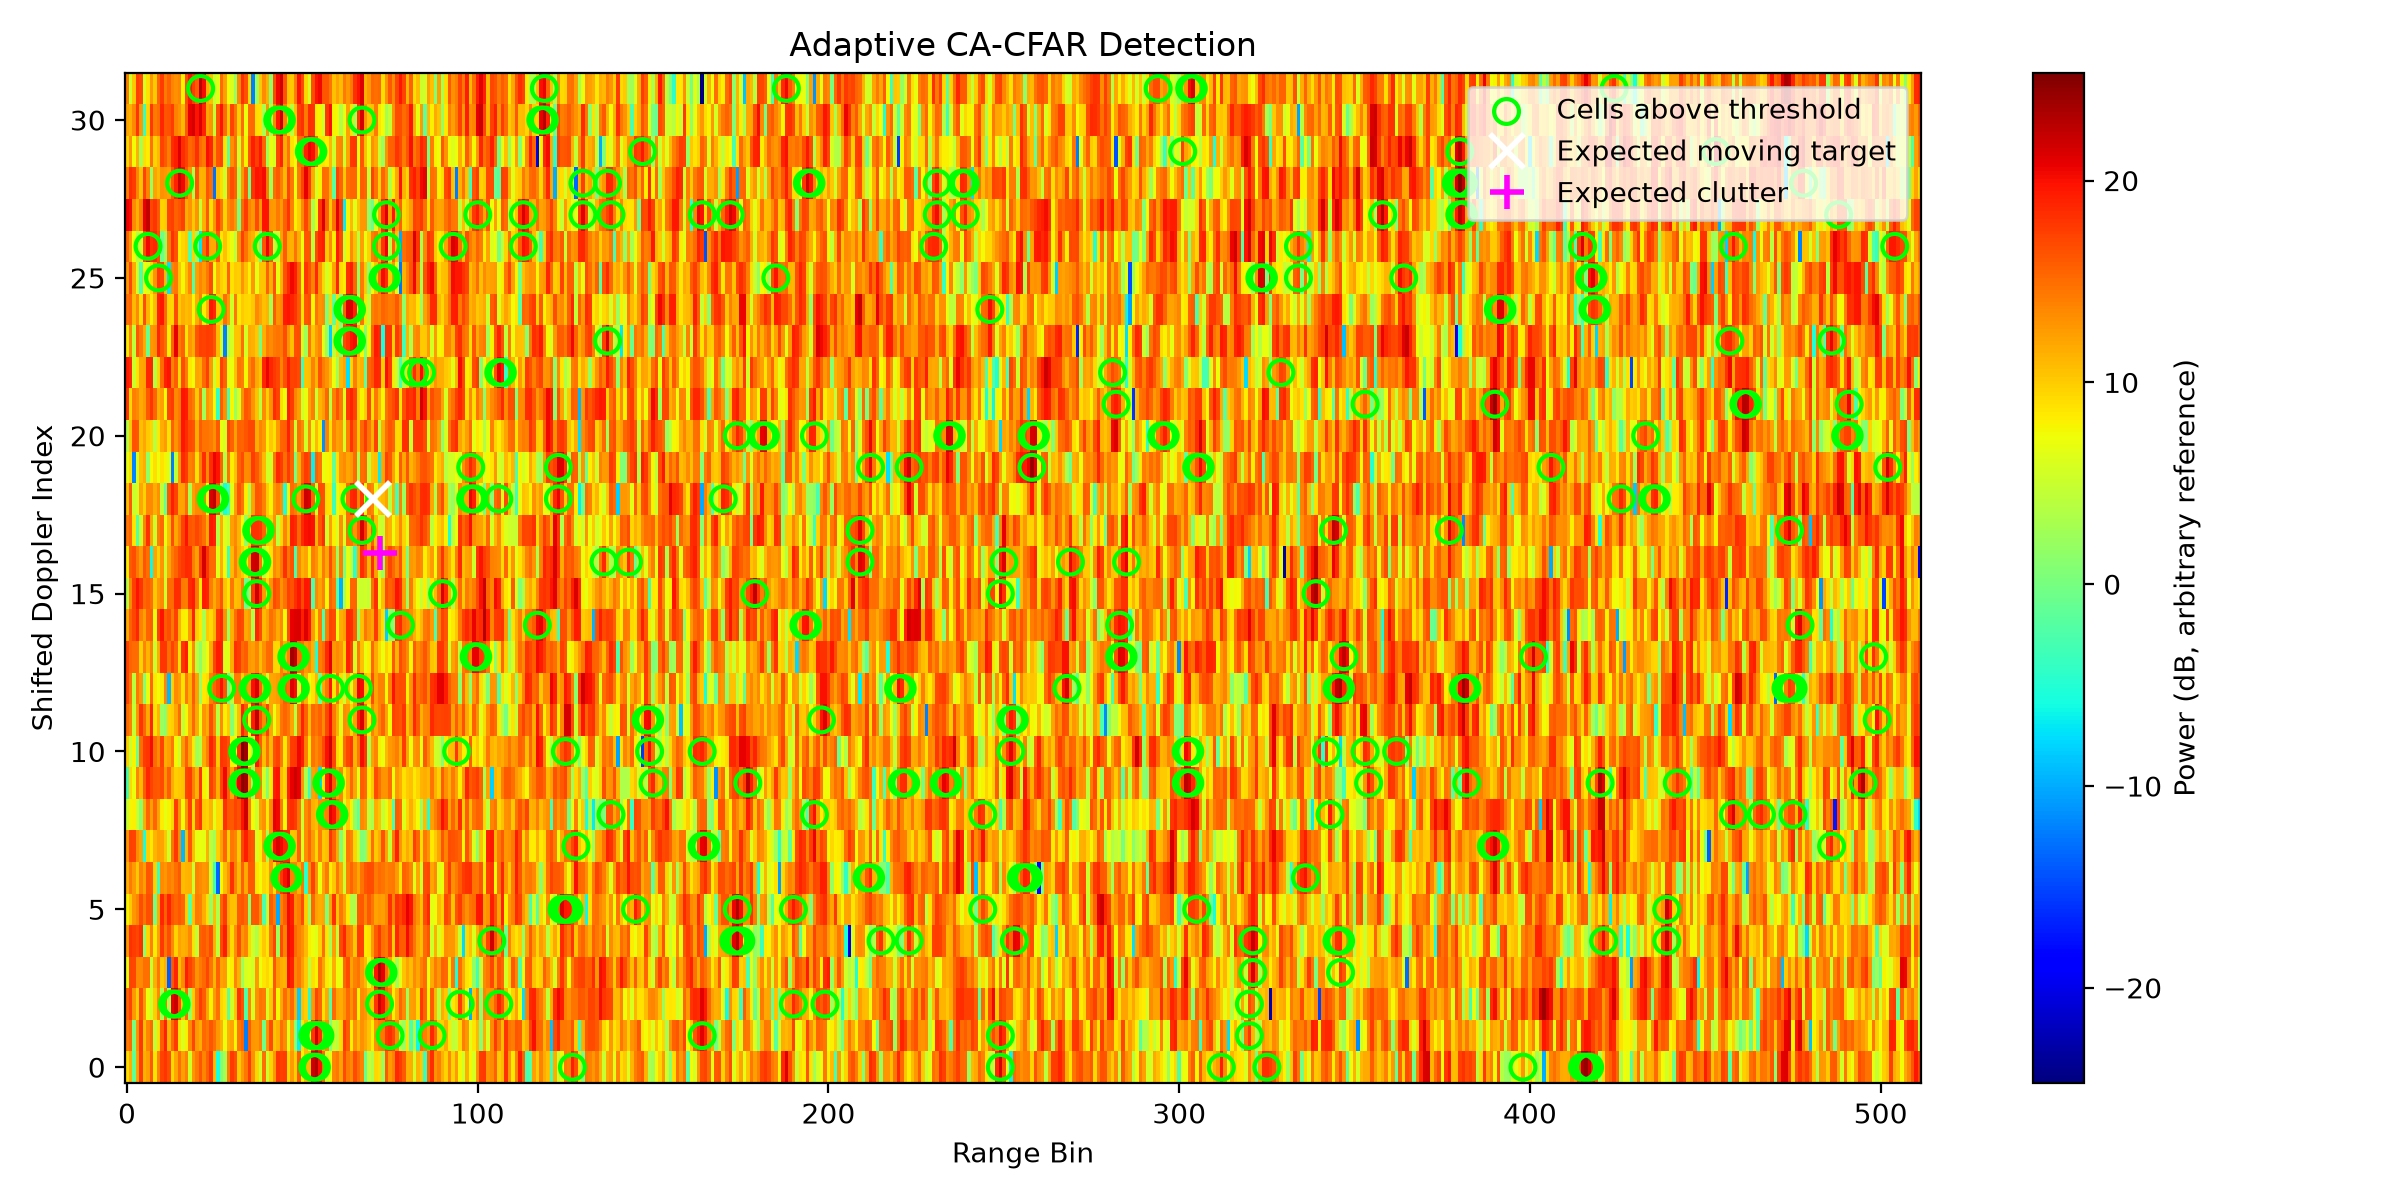 Adaptive CA-CFAR Detection
Cells above threshold
Expected moving target
Expected clutter
Shifted Doppler Index
30
25
20
15
10
5
0
0 100 200 300 400 500
Range Bin
20
10
0
−10
−20
Power (dB, arbitrary reference)